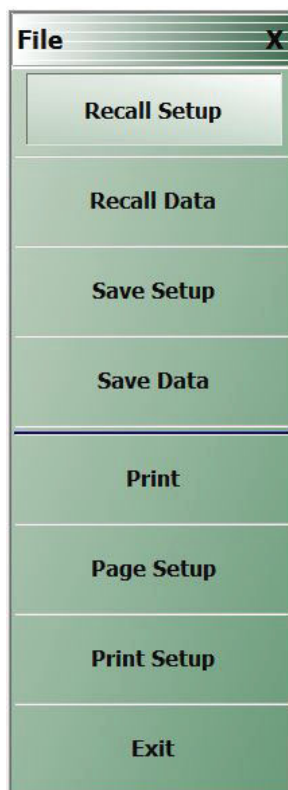 File X
Recall Setup
Recall Data
Save Setup
Save Data
Print
Page Setup
Print Setup
Exit